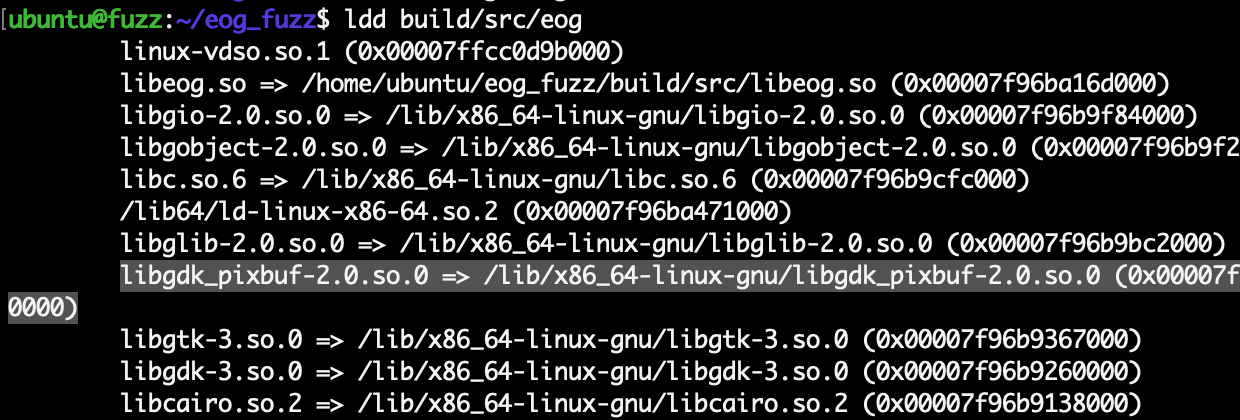 [ubuntu@fuzz:~/eog_fuzz$ ldd build/src/eog
linux-vdso.so.1 (0x00007ffcc0d9b000)
libeog.so => /home/ubuntu/eog_fuzz/build/src/libeog.so (0x00007f96ba16d000)
libgio-2.0.so.0 => /lib/x86_64-linux-gnu/libgio-2.0.so.0 (0x00007f96b9f84000)
libgobject-2.0.so.0 => /lib/x86_64-linux-gnu/libgobject-2.0.so.0 (0x00007f96b9f2
libc.so.6 => /lib/x86_64-linux-gnu/libc.so.6 (0x00007f96b9cfc000)
/lib64/ld-linux-x86-64.so.2 (0x00007f96ba471000)
libglib-2.0.so.0 => /lib/x86_64-linux-gnu/libglib-2.0.so.0 (0x00007f96b9bc2000)
libgdk_pixbuf-2.0.so.0 => /lib/x86_64-linux-gnu/libgdk_pixbuf-2.0.so.0 (0x00007f
0000)
libgtk-3.so.0 => /lib/x86_64-linux-gnu/libgtk-3.so.0 (0x00007f96b9367000)
libgdk-3.so.0 => /lib/x86_64-linux-gnu/libgdk-3.so.0 (0x00007f96b9260000)
libcairo.so.2 => /lib/x86_64-linux-gnu/libcairo.so.2 (0x00007f96b9138000)